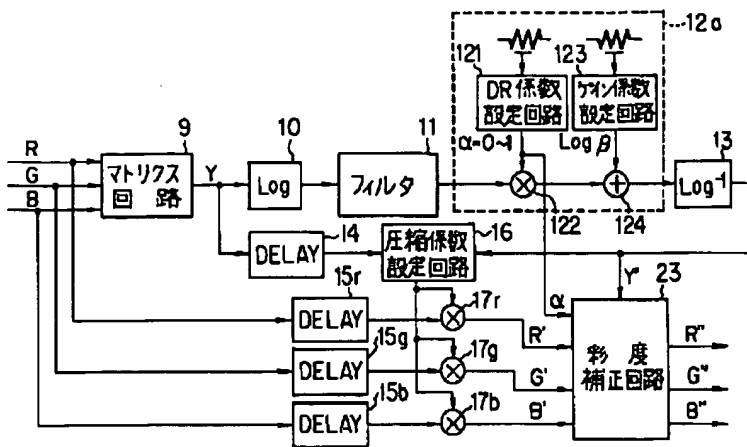 12a
121
123
DR係数
設定回路
ゲイン係数
設定回路
9
10
11
α=0~1
Log β
13
R
G
B
マトリクス
回路
Y
Log
フィルタ
122
124
Log⁻¹
14
DELAY
16
圧縮係数
設定回路
23
15r
DELAY
17r
α
Y'
R'
R"
15g
DELAY
17g
G'
彩度
補正回路
G"
15b
DELAY
17b
B'
B"